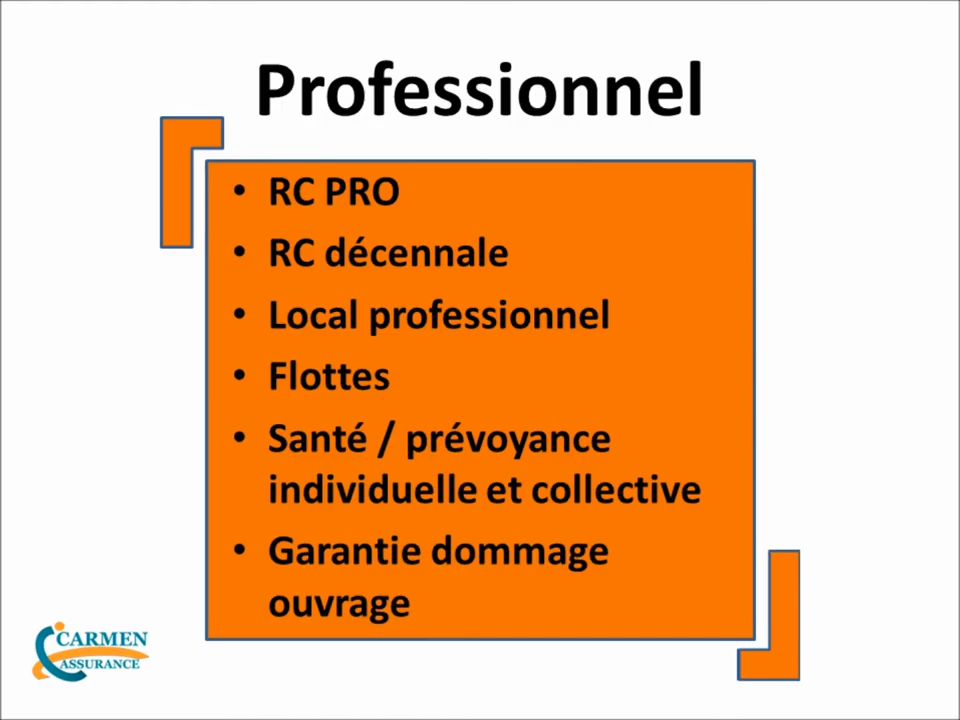 Professionnel
• RC PRO
• RC décennale
• Local professionnel
• Flottes
• Santé / prévoyance
individuelle et collective
• Garantie dommage
ouvrage
CARMEN
ASSURANCE